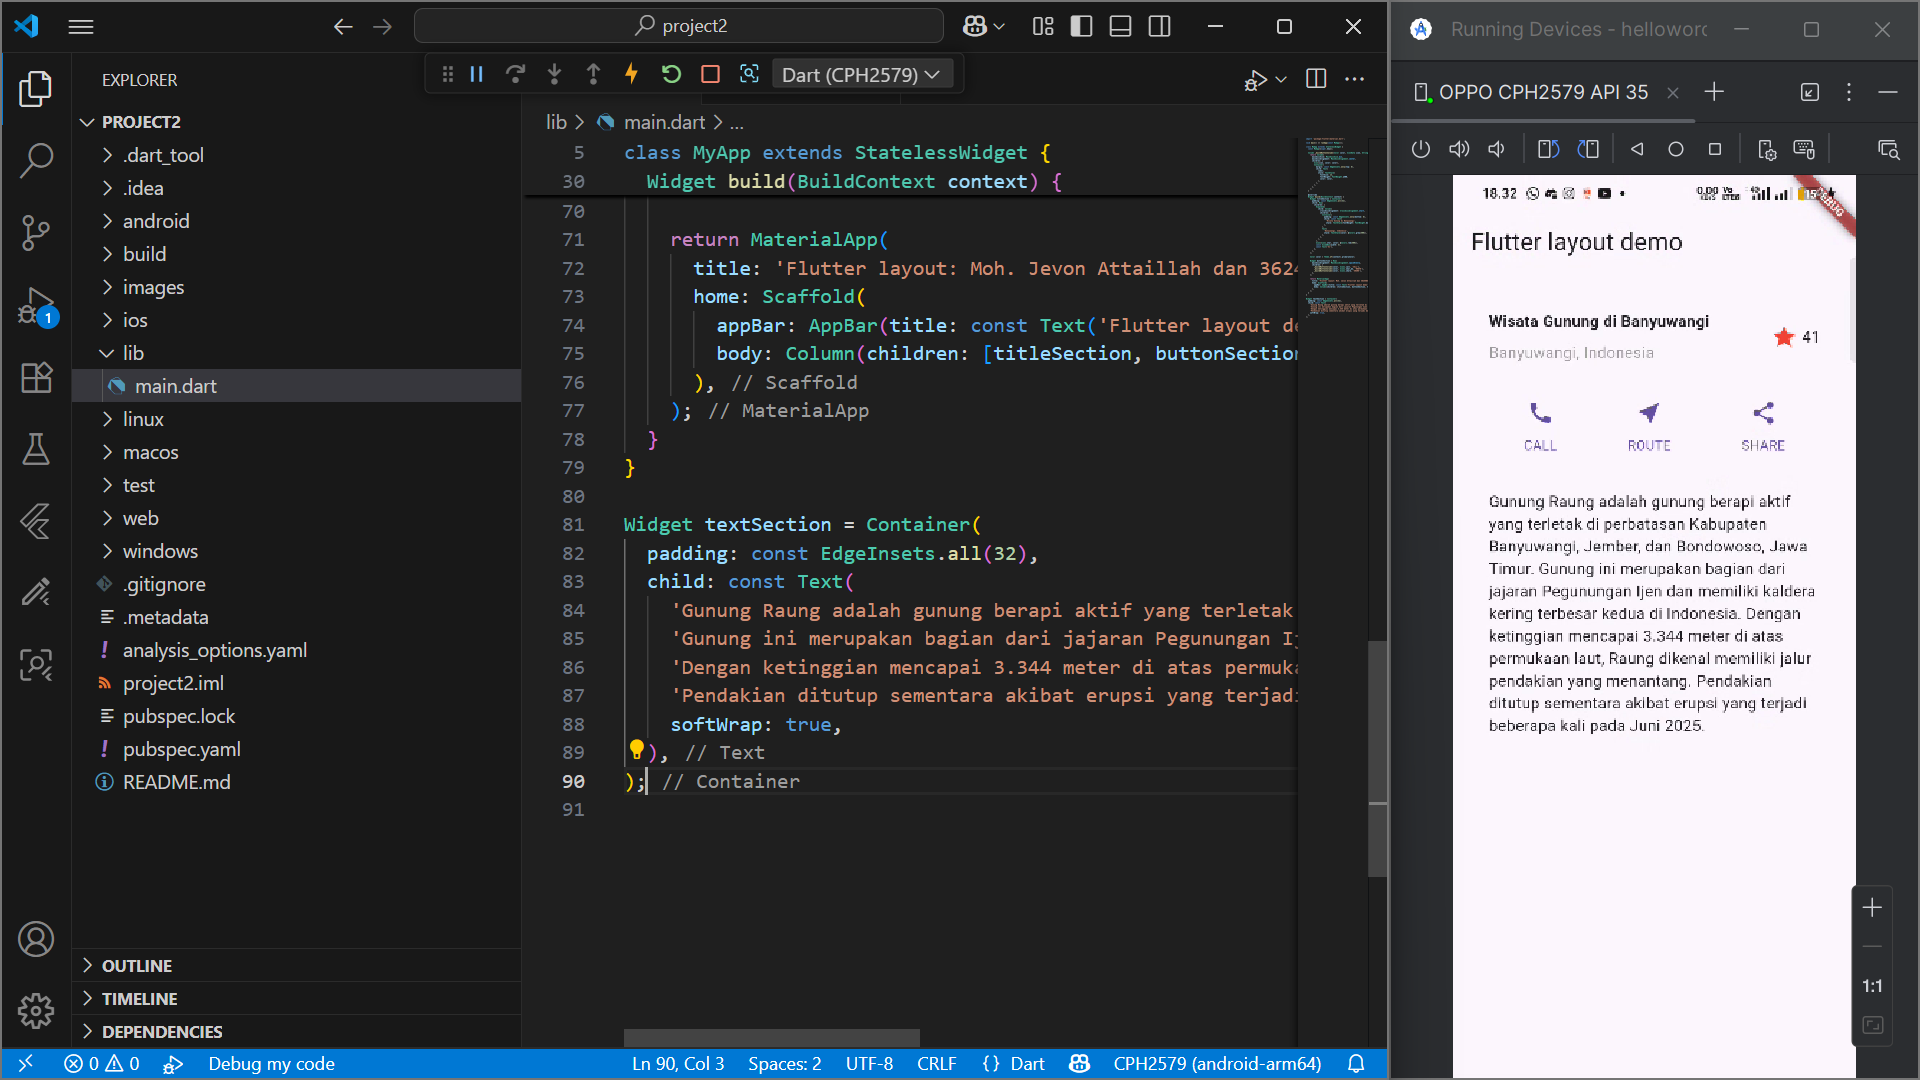 project2
Dart (CPH2579)
EXPLORER
PROJECT2
.dart_tool
.idea
android
build
images
ios
lib
main.dart
linux
macos
test
web
windows
.gitignore
.metadata
analysis_options.yaml
project2.iml
pubspec.lock
pubspec.yaml
README.md
OUTLINE
TIMELINE
DEPENDENCIES
1
lib > main.dart > ...
5 class MyApp extends StatelessWidget {
30 Widget build(BuildContext context) {
70
71 return MaterialApp(
72 title: 'Flutter layout: Moh. Jevon Attaillah dan 3624
73 home: Scaffold(
74 appBar: AppBar(title: const Text('Flutter layout de
75 body: Column(children: [titleSection, buttonSection
76 ), // Scaffold
77 ); // MaterialApp
78 }
79 }
80
81 Widget textSection = Container(
82 padding: const EdgeInsets.all(32),
83 child: const Text(
84 'Gunung Raung adalah gunung berapi aktif yang terletak
85 'Gunung ini merupakan bagian dari jajaran Pegunungan Ij
86 'Dengan ketinggian mencapai 3.344 meter di atas permuka
87 'Pendakian ditutup sementara akibat erupsi yang terjadi
88 softWrap: true,
89 ), // Text
90 ); // Container
91
0 0 Debug my code
Ln 90, Col 3 Spaces: 2 UTF-8 CRLF {} Dart CPH2579 (android-arm64)
Running Devices - hellowor
OPPO CPH2579 API 35
18.32
15%
Flutter layout demo
Wisata Gunung di Banyuwangi
Banyuwangi, Indonesia
41
CALL ROUTE SHARE
Gunung Raung adalah gunung berapi aktif
yang terletak di perbatasan Kabupaten
Banyuwangi, Jember, dan Bondowoso, Jawa
Timur. Gunung ini merupakan bagian dari
jajaran Pegunungan Ijen dan memiliki kaldera
kering terbesar kedua di Indonesia. Dengan
ketinggian mencapai 3.344 meter di atas
permukaan laut, Raung dikenal memiliki jalur
pendakian yang menantang. Pendakian
ditutup sementara akibat erupsi yang terjadi
beberapa kali pada Juni 2025.
1:1